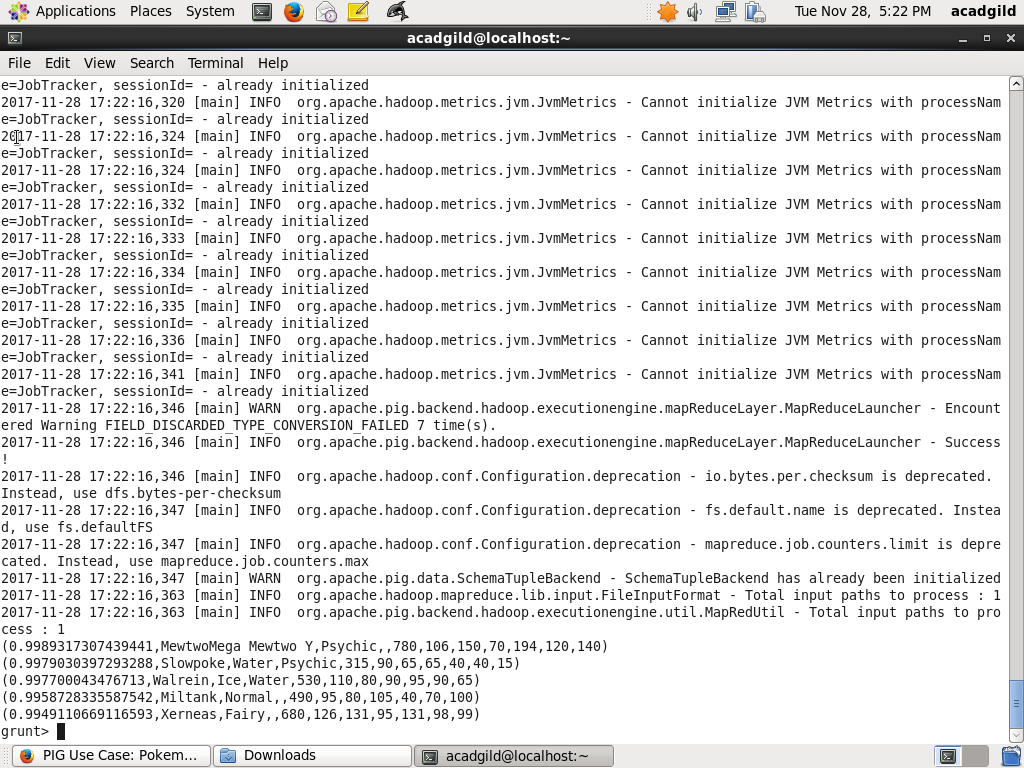 Applications Places System Tue Nov 28, 5:22 PM acadgild
acadgild@localhost:~
File Edit View Search Terminal Help
e=JobTracker, sessionId= - already initialized
2017-11-28 17:22:16,320 [main] INFO  org.apache.hadoop.metrics.jvm.JvmMetrics - Cannot initialize JVM Metrics with processNam
e=JobTracker, sessionId= - already initialized
2017-11-28 17:22:16,324 [main] INFO  org.apache.hadoop.metrics.jvm.JvmMetrics - Cannot initialize JVM Metrics with processNam
e=JobTracker, sessionId= - already initialized
2017-11-28 17:22:16,324 [main] INFO  org.apache.hadoop.metrics.jvm.JvmMetrics - Cannot initialize JVM Metrics with processNam
e=JobTracker, sessionId= - already initialized
2017-11-28 17:22:16,332 [main] INFO  org.apache.hadoop.metrics.jvm.JvmMetrics - Cannot initialize JVM Metrics with processNam
e=JobTracker, sessionId= - already initialized
2017-11-28 17:22:16,333 [main] INFO  org.apache.hadoop.metrics.jvm.JvmMetrics - Cannot initialize JVM Metrics with processNam
e=JobTracker, sessionId= - already initialized
2017-11-28 17:22:16,334 [main] INFO  org.apache.hadoop.metrics.jvm.JvmMetrics - Cannot initialize JVM Metrics with processNam
e=JobTracker, sessionId= - already initialized
2017-11-28 17:22:16,335 [main] INFO  org.apache.hadoop.metrics.jvm.JvmMetrics - Cannot initialize JVM Metrics with processNam
e=JobTracker, sessionId= - already initialized
2017-11-28 17:22:16,336 [main] INFO  org.apache.hadoop.metrics.jvm.JvmMetrics - Cannot initialize JVM Metrics with processNam
e=JobTracker, sessionId= - already initialized
2017-11-28 17:22:16,341 [main] INFO  org.apache.hadoop.metrics.jvm.JvmMetrics - Cannot initialize JVM Metrics with processNam
e=JobTracker, sessionId= - already initialized
2017-11-28 17:22:16,346 [main] WARN  org.apache.pig.backend.hadoop.executionengine.mapReduceLayer.MapReduceLauncher - Encount
ered Warning FIELD_DISCARDED_TYPE_CONVERSION_FAILED 7 time(s).
2017-11-28 17:22:16,346 [main] INFO  org.apache.pig.backend.hadoop.executionengine.mapReduceLayer.MapReduceLauncher - Success
!
2017-11-28 17:22:16,346 [main] INFO  org.apache.hadoop.conf.Configuration.deprecation - io.bytes.per.checksum is deprecated.
Instead, use dfs.bytes-per-checksum
2017-11-28 17:22:16,347 [main] INFO  org.apache.hadoop.conf.Configuration.deprecation - fs.default.name is deprecated. Instea
d, use fs.defaultFS
2017-11-28 17:22:16,347 [main] INFO  org.apache.hadoop.conf.Configuration.deprecation - mapreduce.job.counters.limit is depre
cated. Instead, use mapreduce.job.counters.max
2017-11-28 17:22:16,347 [main] WARN  org.apache.pig.data.SchemaTupleBackend - SchemaTupleBackend has already been initialized
2017-11-28 17:22:16,363 [main] INFO  org.apache.hadoop.mapreduce.lib.input.FileInputFormat - Total input paths to process : 1
2017-11-28 17:22:16,363 [main] INFO  org.apache.pig.backend.hadoop.executionengine.util.MapRedUtil - Total input paths to pro
cess : 1
(0.9989317307439441,MewtwoMega Mewtwo Y,Psychic,,780,106,150,70,194,120,140)
(0.9979030397293288,Slowpoke,Water,Psychic,315,90,65,65,40,40,15)
(0.997700043476713,Walrein,Ice,Water,530,110,80,90,95,90,65)
(0.9958728335587542,Miltank,Normal,,490,95,80,105,40,70,100)
(0.9949110669116593,Xerneas,Fairy,,680,126,131,95,131,98,99)
grunt>
PIG Use Case: Pokem... Downloads acadgild@localhost:~